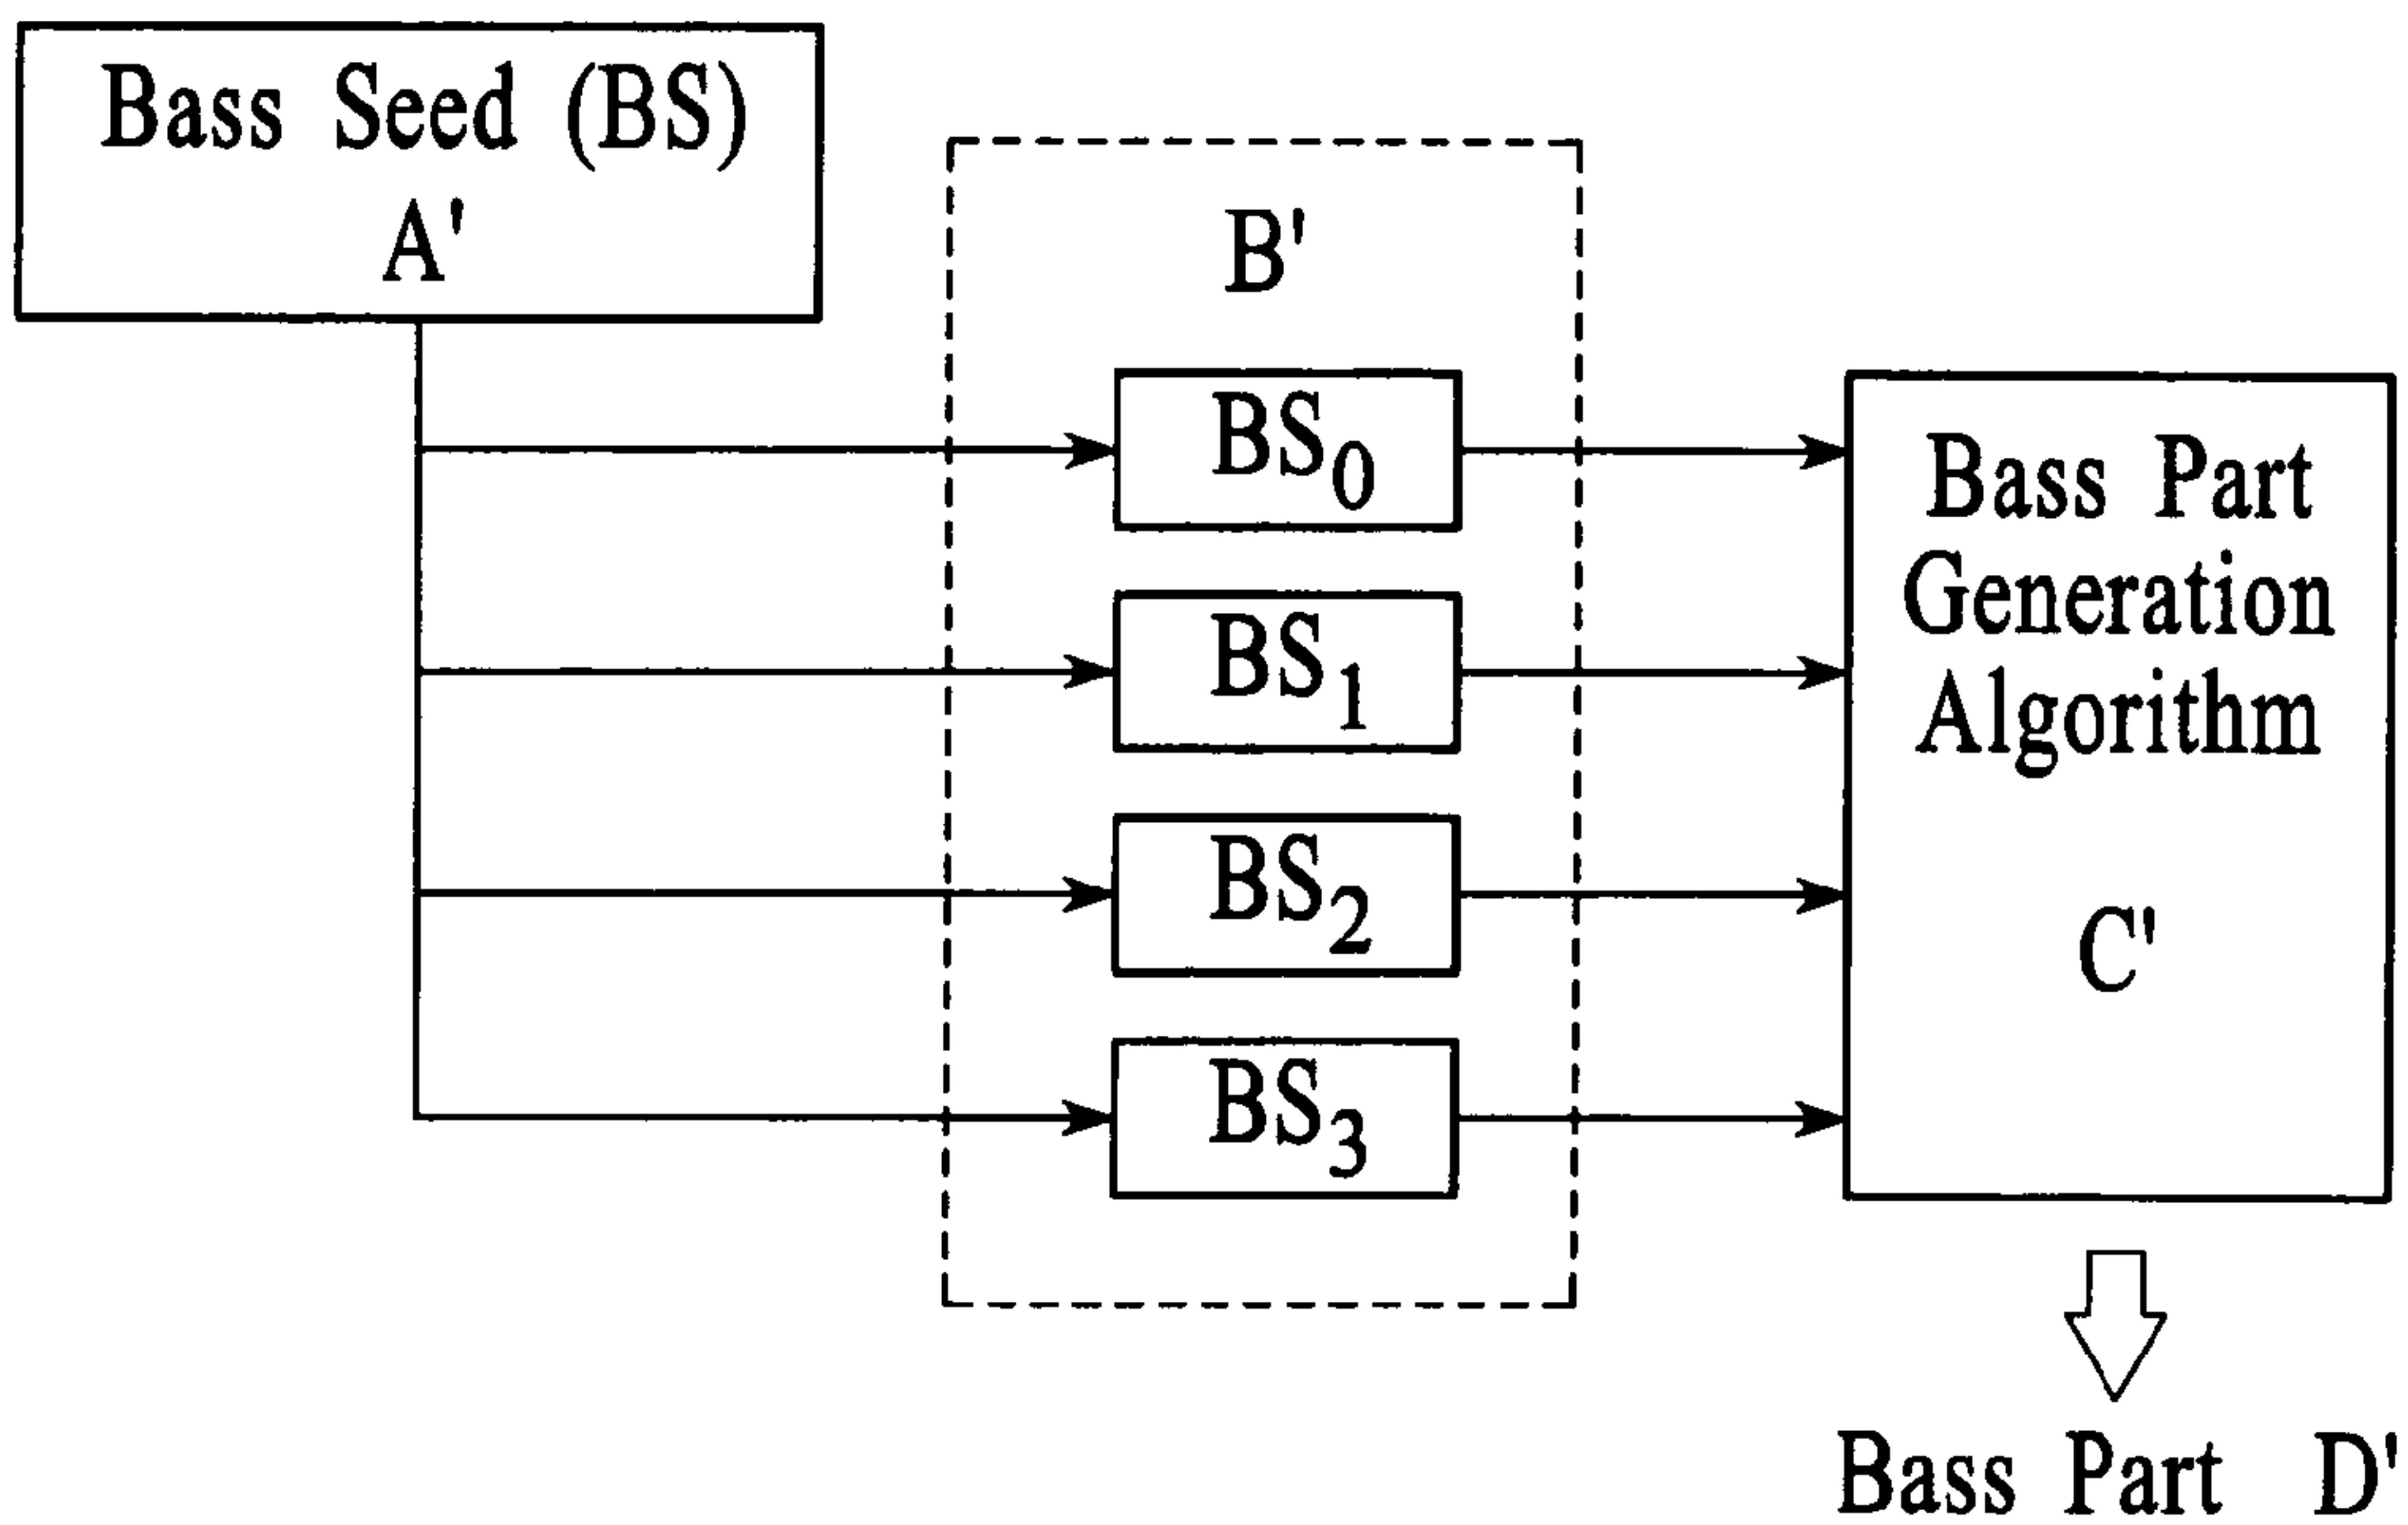 Bass Seed (BS)
A'
B'
BS0
BS1
BS2
BS3
Bass Part
Generation
Algorithm
C'
Bass Part D'